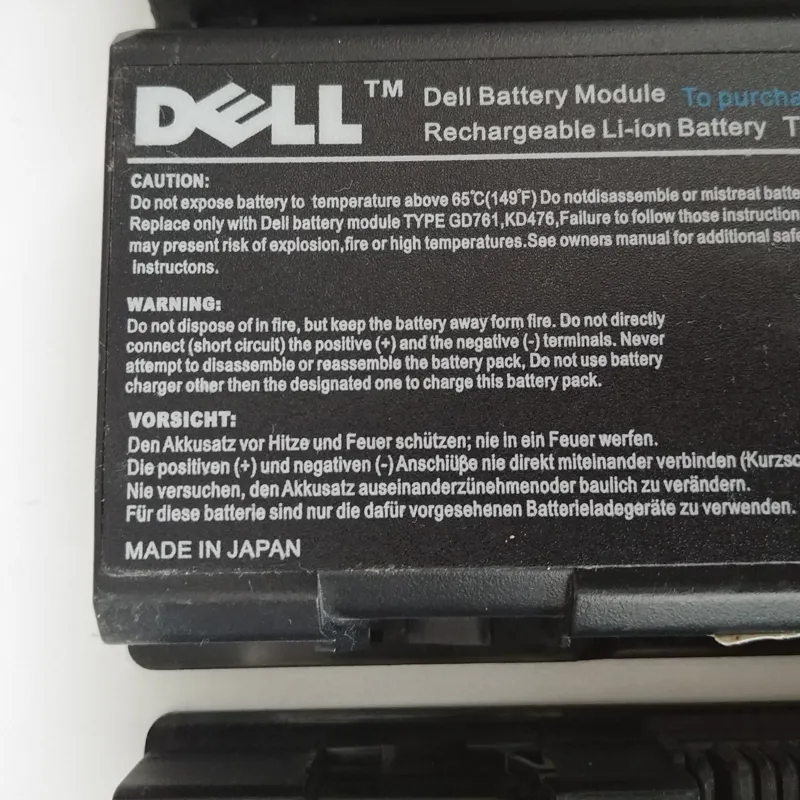 DELL™
Dell Battery Module To purcha
Rechargeable Li-ion Battery T
CAUTION:
Do not expose battery to temperature above 65℃(149℉) Do notdisassemble or mistreat batte
Replace only with Dell battery module TYPE GD761,KD476,Failure to follow those instruction
may present risk of explosion,fire or high temperatures.See owners manual for additional safe
instructons.
WARNING:
Do not dispose of in fire, but keep the battery away form fire. Do not directly
connect (short circuit) the positive (+) and the negative (-) terminals. Never
attempt to disassemble or reassemble the battery pack, Do not use battery
charger other then the designated one to charge this battery pack.
VORSICHT:
Den Akkusatz vor Hitze und Feuer schützen; nie in ein Feuer werfen.
Die positiven (+) und negativen (-) Anschlüße nie direkt miteinander verbinden (Kurzsc
Nie versuchen, den Akkusatz auseinanderzünehmenoder baulich zu verändern.
Für diese batterie sind nur die dafür vorgesehenen Batterieladegeräte zu verwenden.
MADE IN JAPAN